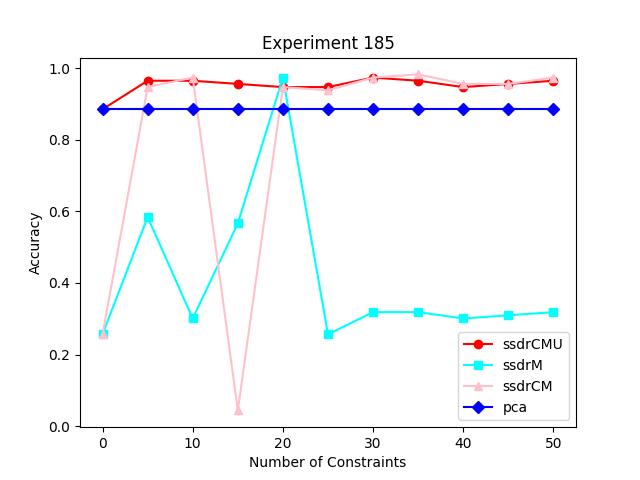 Experiment 185
1.0
0.8
0.6
0.4
0.2
0.0
Accuracy
0 10 20 30 40 50
Number of Constraints
ssdrCMU
ssdrM
ssdrCM
pca